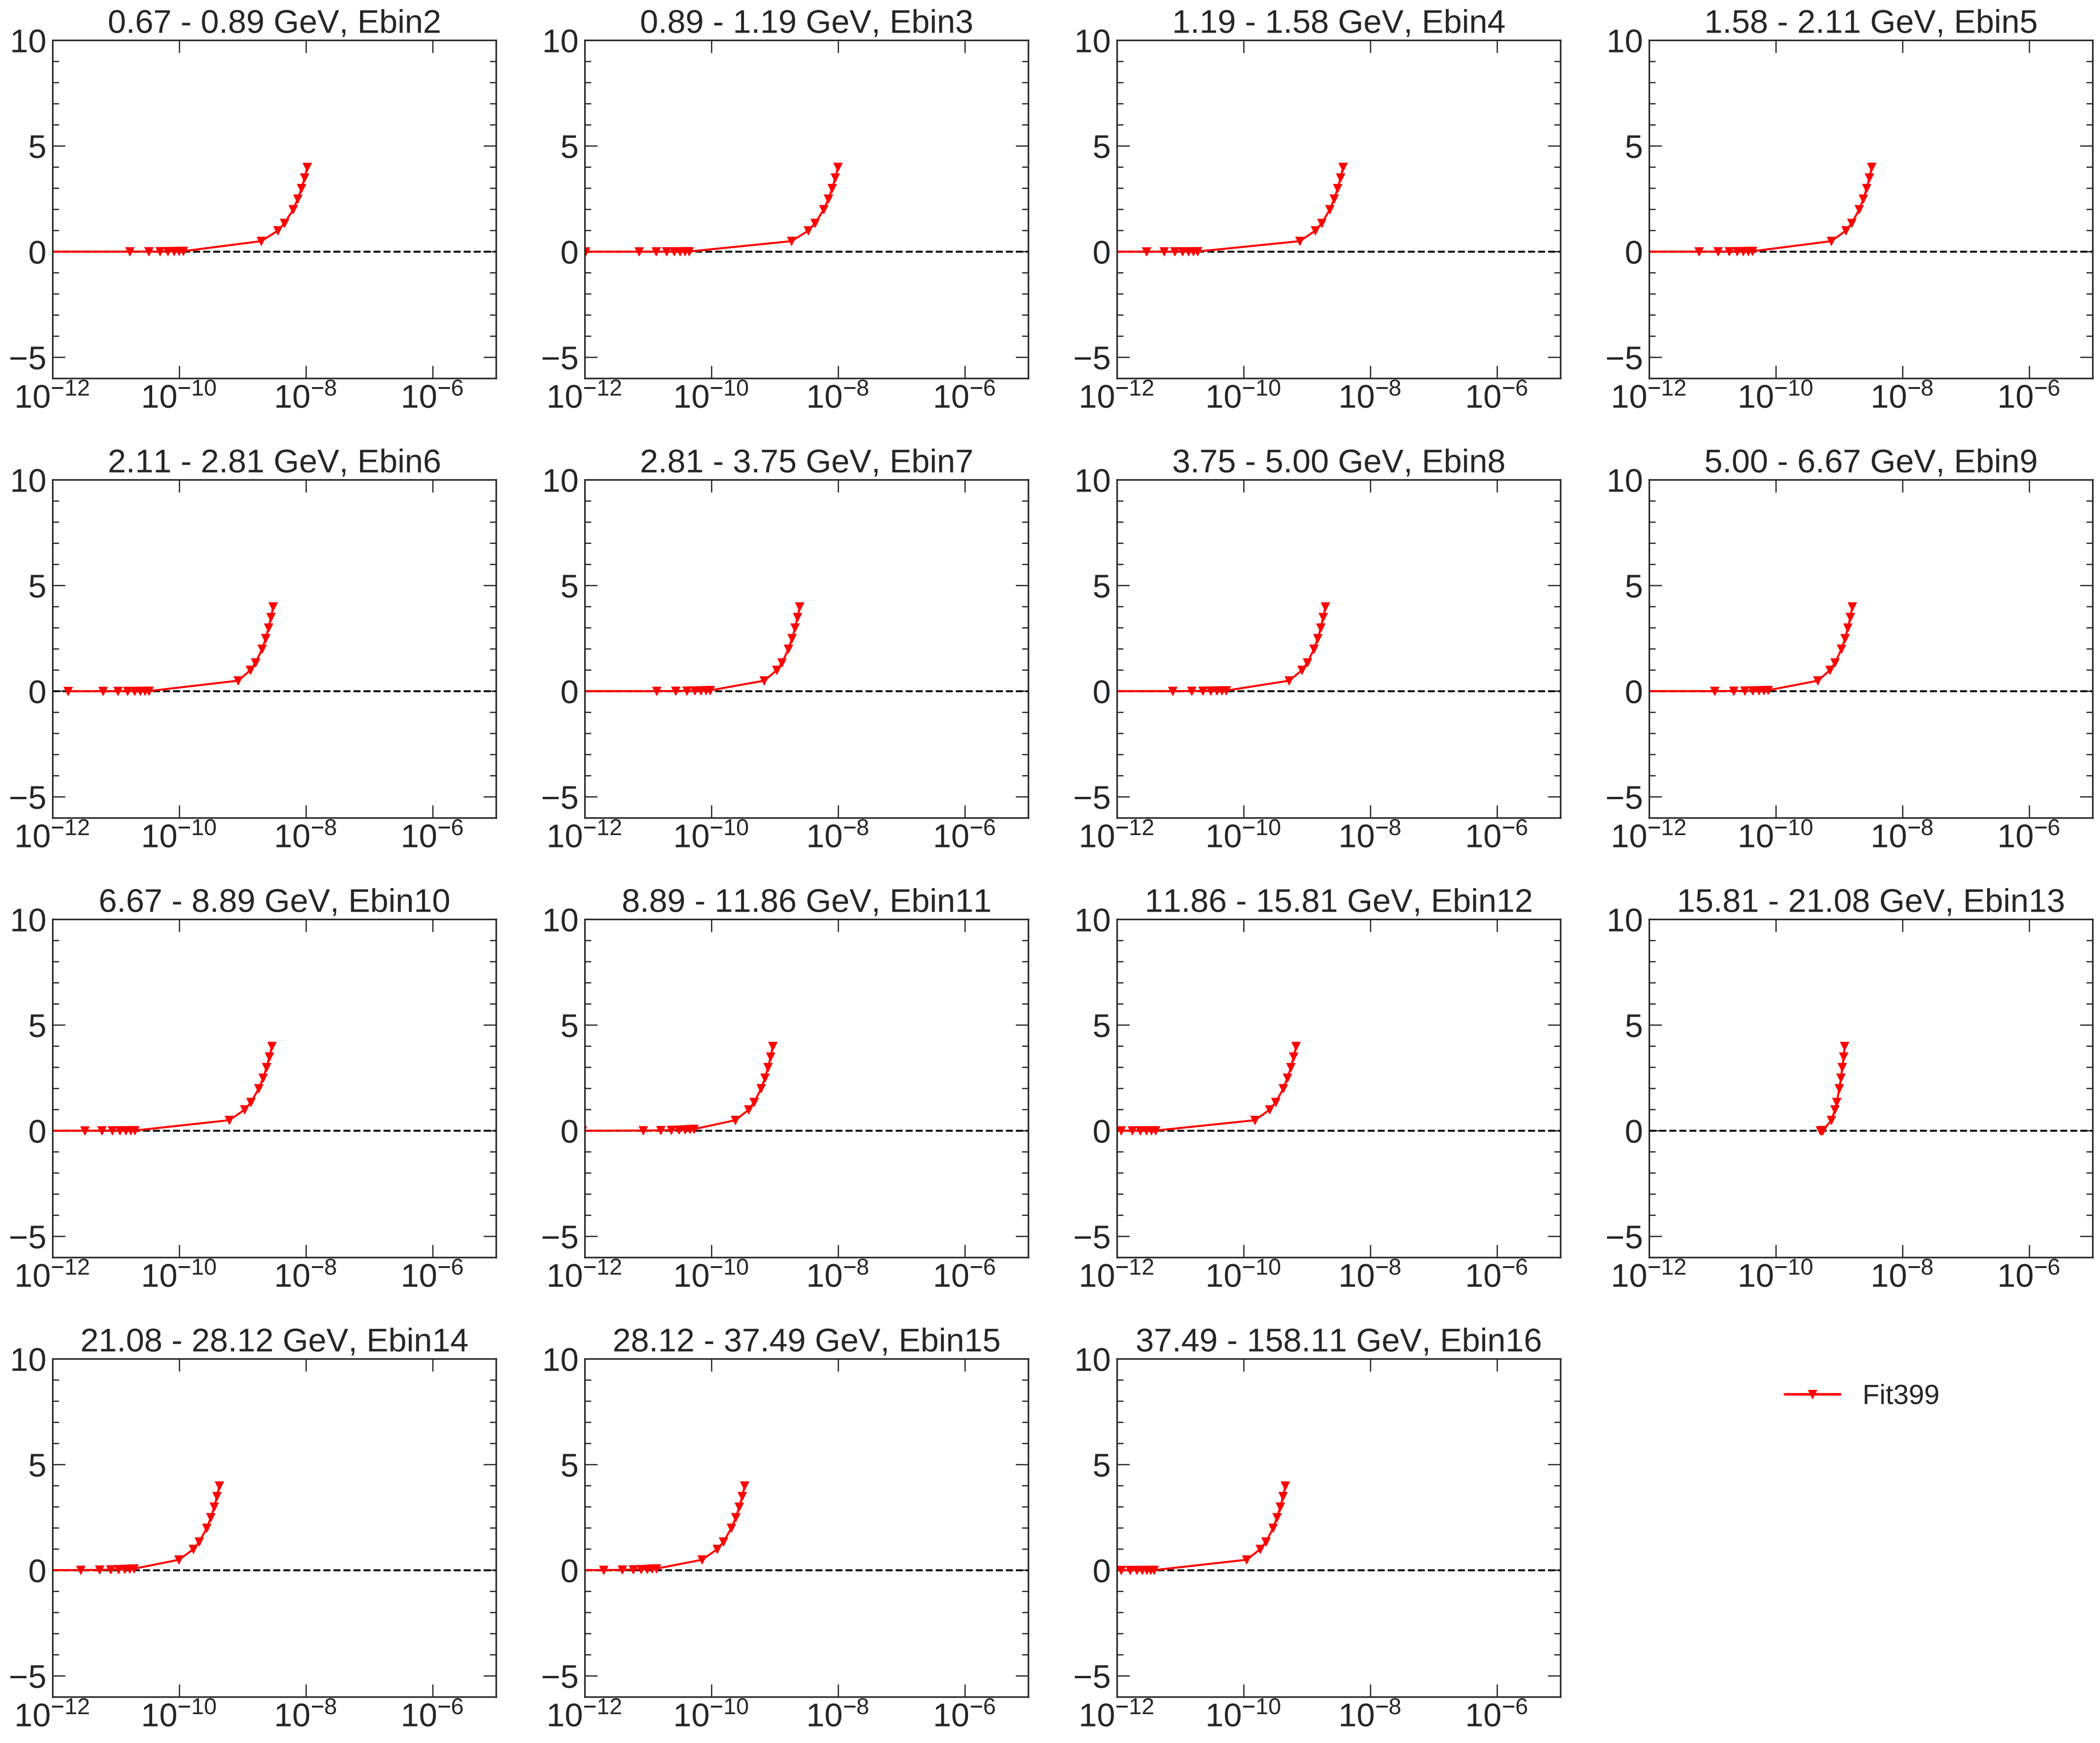 0.67 - 0.89 GeV, Ebin2
0.89 - 1.19 GeV, Ebin3
1.19 - 1.58 GeV, Ebin4
1.58 - 2.11 GeV, Ebin5
10 10 10 10
5 5 5 5
0 0 0 0
−5 −5 −5 −5
10⁻¹² 10⁻¹⁰ 10⁻⁸ 10⁻⁶ 10⁻¹² 10⁻¹⁰ 10⁻⁸ 10⁻⁶ 10⁻¹² 10⁻¹⁰ 10⁻⁸ 10⁻⁶ 10⁻¹² 10⁻¹⁰ 10⁻⁸ 10⁻⁶
2.11 - 2.81 GeV, Ebin6
2.81 - 3.75 GeV, Ebin7
3.75 - 5.00 GeV, Ebin8
5.00 - 6.67 GeV, Ebin9
10 10 10 10
5 5 5 5
0 0 0 0
−5 −5 −5 −5
10⁻¹² 10⁻¹⁰ 10⁻⁸ 10⁻⁶ 10⁻¹² 10⁻¹⁰ 10⁻⁸ 10⁻⁶ 10⁻¹² 10⁻¹⁰ 10⁻⁸ 10⁻⁶ 10⁻¹² 10⁻¹⁰ 10⁻⁸ 10⁻⁶
6.67 - 8.89 GeV, Ebin10
8.89 - 11.86 GeV, Ebin11
11.86 - 15.81 GeV, Ebin12
15.81 - 21.08 GeV, Ebin13
10 10 10 10
5 5 5 5
0 0 0 0
−5 −5 −5 −5
10⁻¹² 10⁻¹⁰ 10⁻⁸ 10⁻⁶ 10⁻¹² 10⁻¹⁰ 10⁻⁸ 10⁻⁶ 10⁻¹² 10⁻¹⁰ 10⁻⁸ 10⁻⁶ 10⁻¹² 10⁻¹⁰ 10⁻⁸ 10⁻⁶
21.08 - 28.12 GeV, Ebin14
28.12 - 37.49 GeV, Ebin15
37.49 - 158.11 GeV, Ebin16
10 10 10
Fit399
5 5 5
0 0 0
−5 −5 −5
10⁻¹² 10⁻¹⁰ 10⁻⁸ 10⁻⁶ 10⁻¹² 10⁻¹⁰ 10⁻⁸ 10⁻⁶ 10⁻¹² 10⁻¹⁰ 10⁻⁸ 10⁻⁶